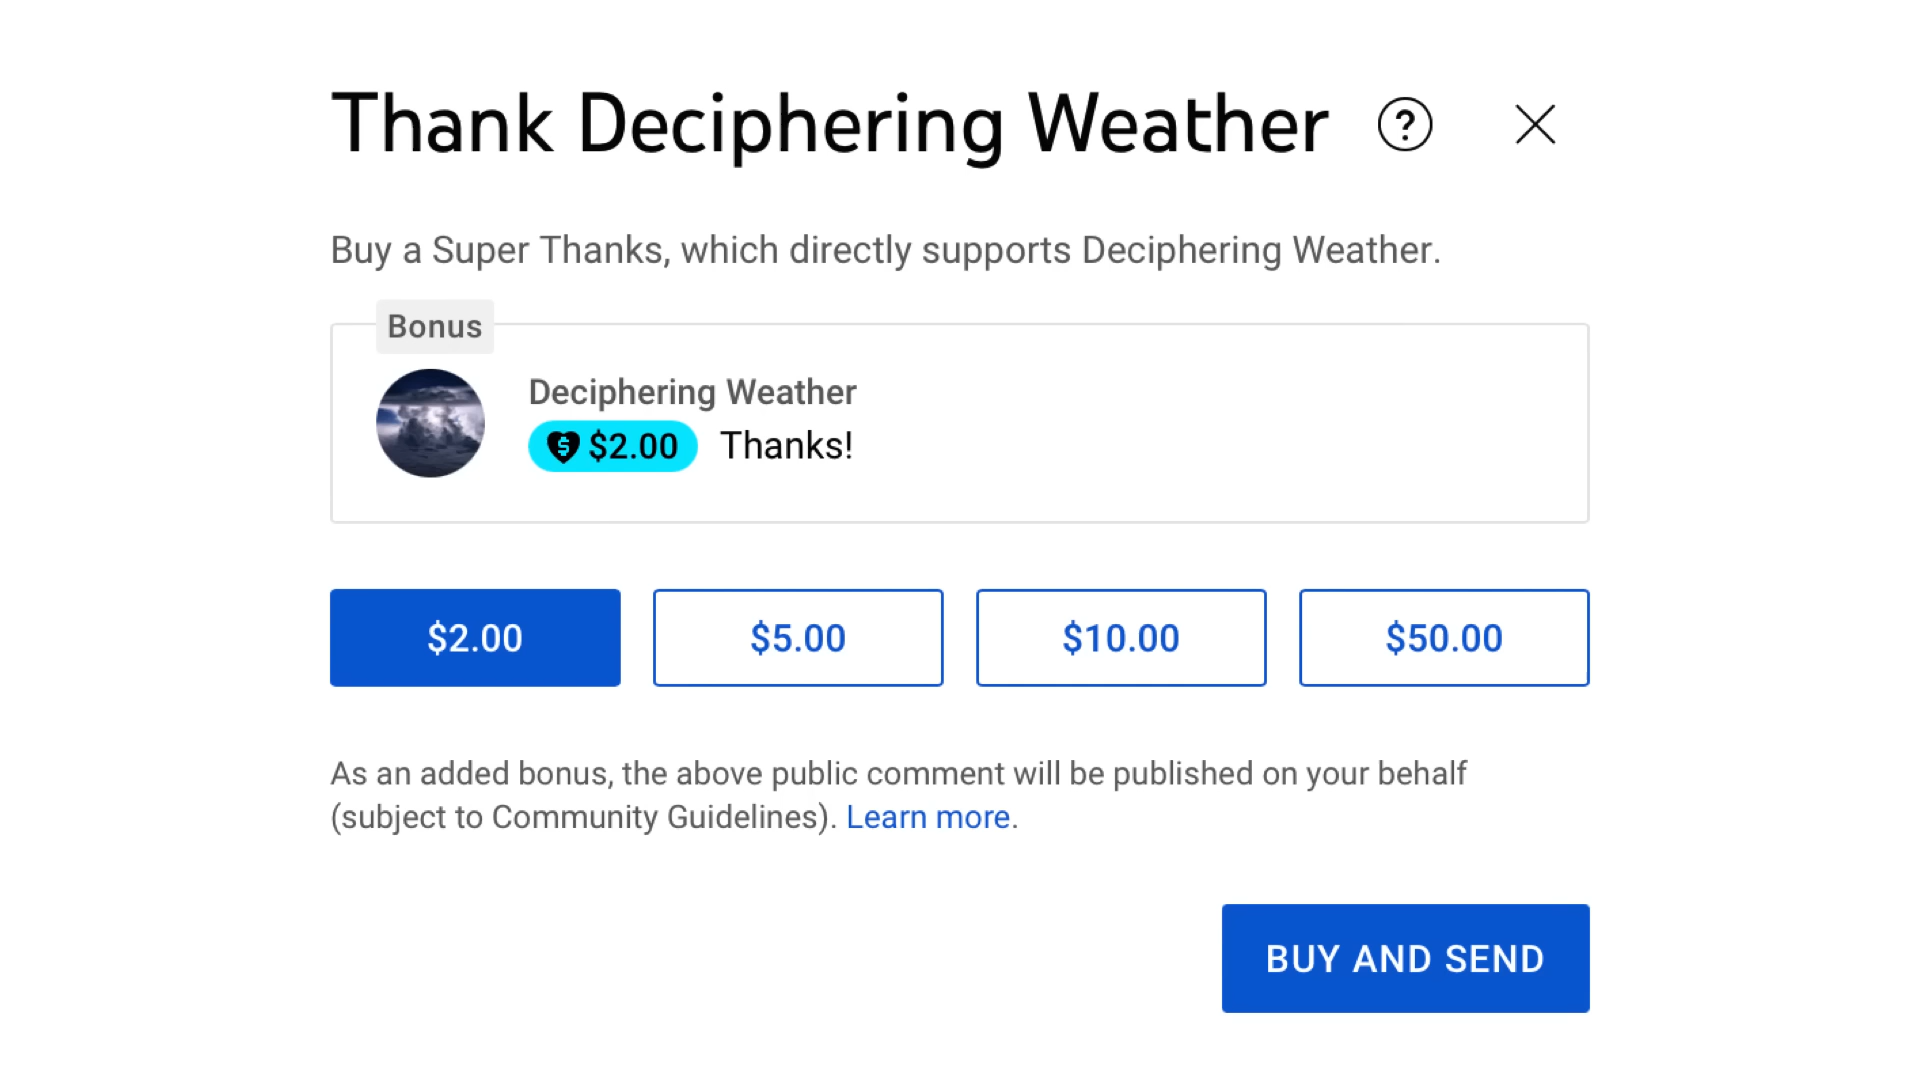 Thank Deciphering Weather ?
Buy a Super Thanks, which directly supports Deciphering Weather.
Bonus
Deciphering Weather
$ $2.00 Thanks!
$2.00 $5.00 $10.00 $50.00
As an added bonus, the above public comment will be published on your behalf
(subject to Community Guidelines). Learn more.
BUY AND SEND